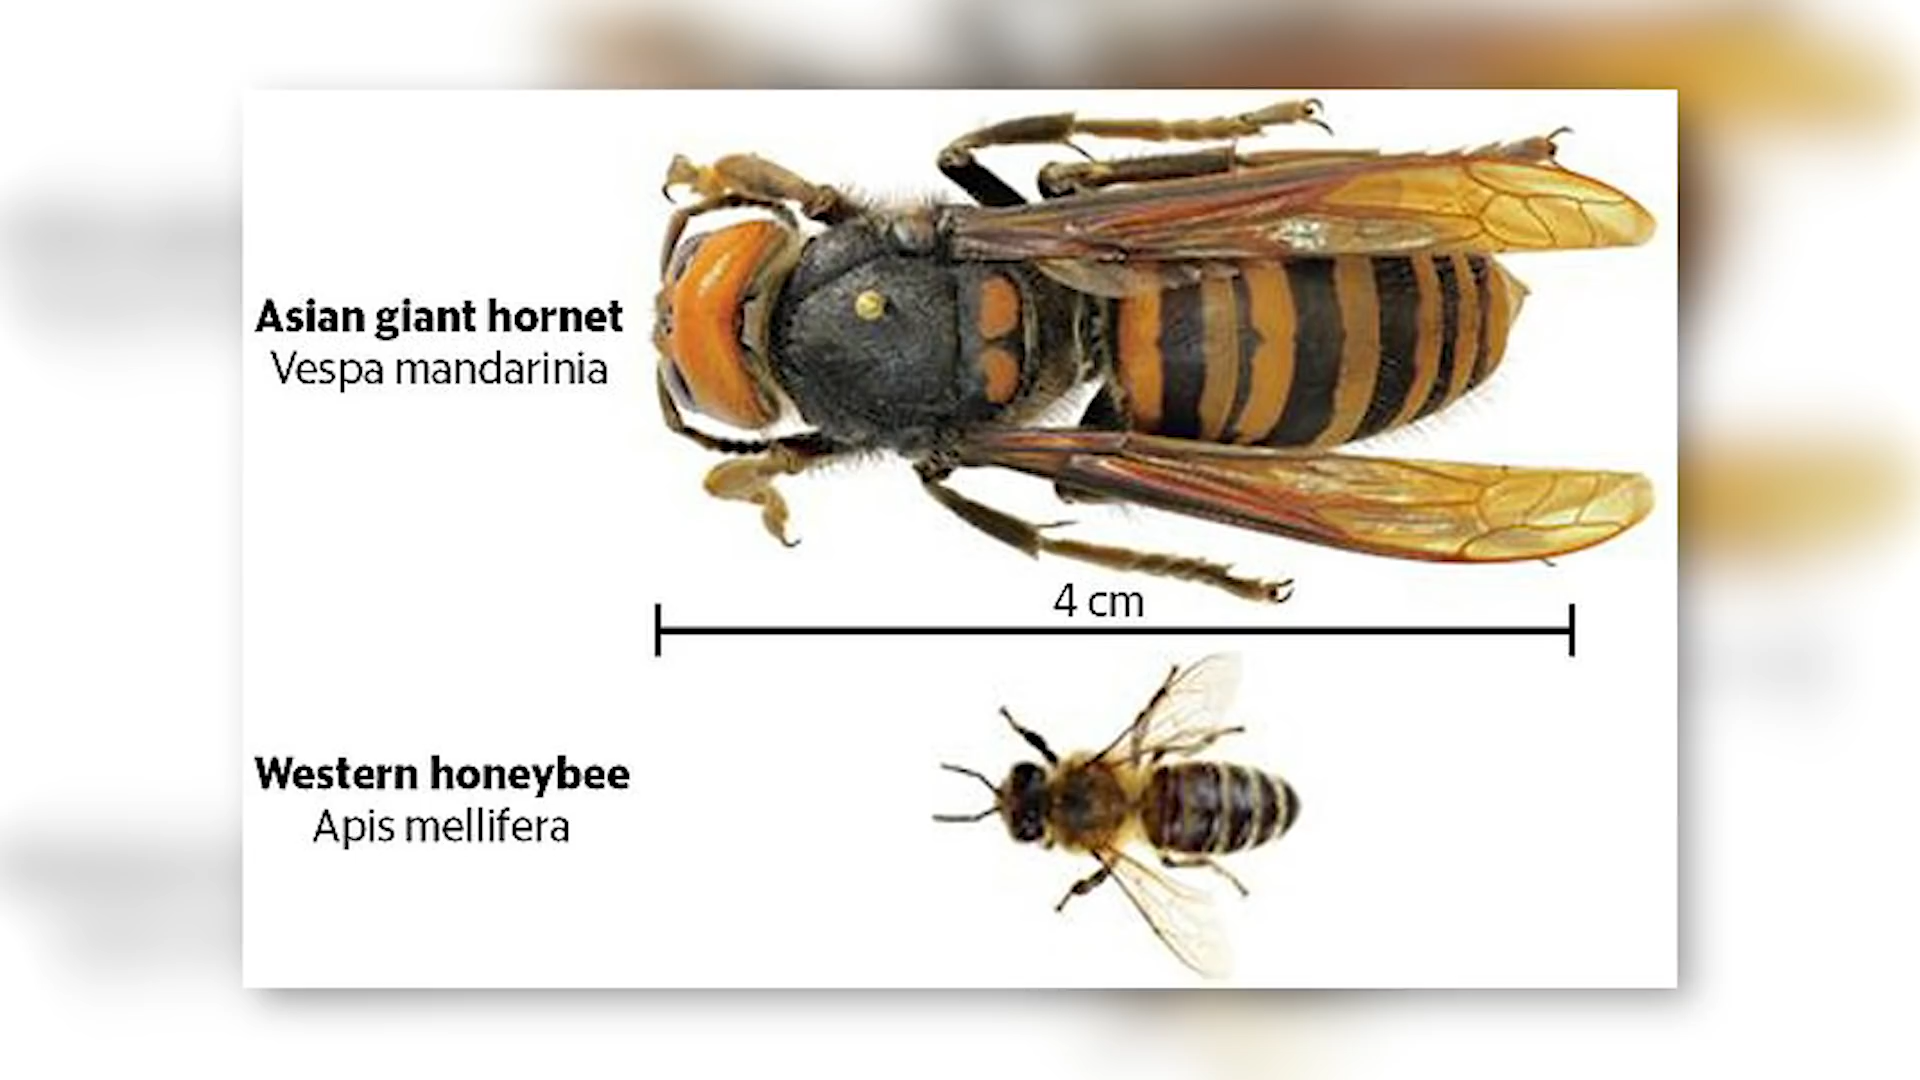 Asian giant hornet
Vespa mandarinia
4 cm
Western honeybee
Apis mellifera